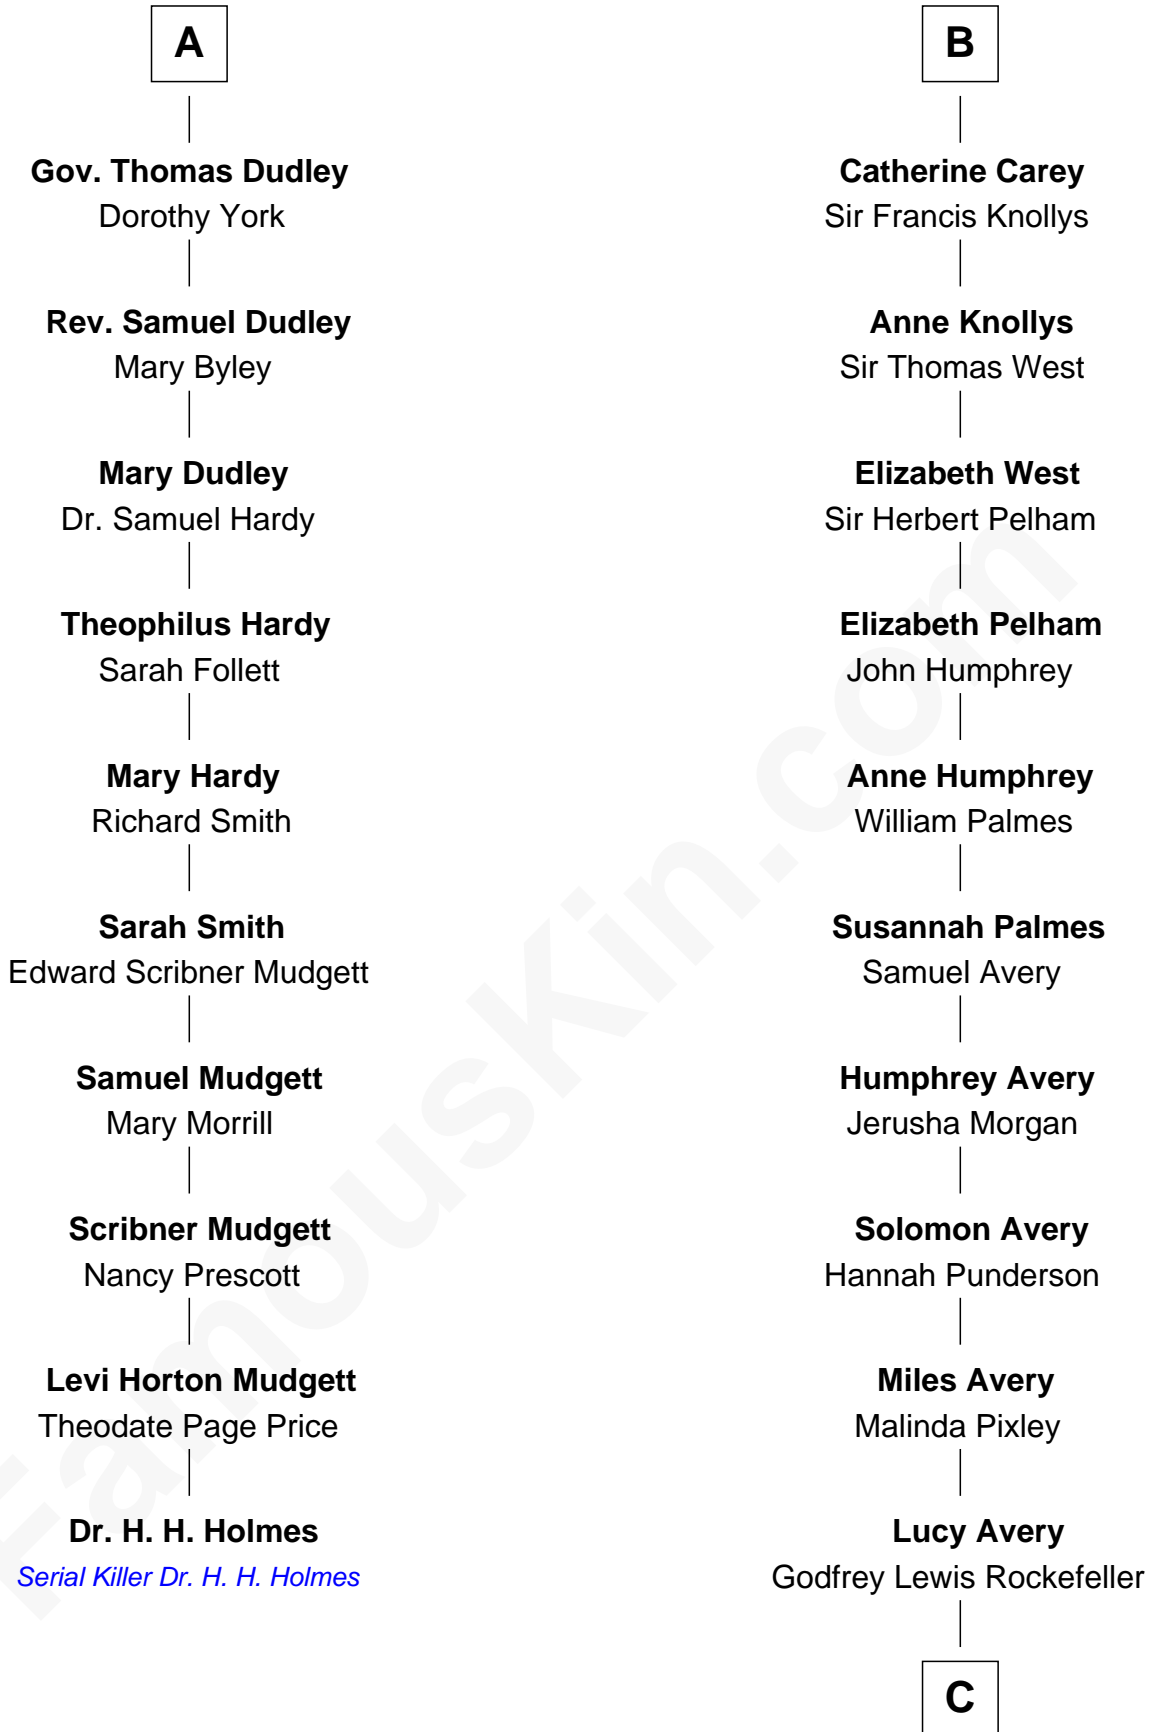 A
Gov. Thomas Dudley
Dorothy York
Rev. Samuel Dudley
Mary Byley
Mary Dudley
Dr. Samuel Hardy
Theophilus Hardy
Sarah Follett
Mary Hardy
Richard Smith
Sarah Smith
Edward Scribner Mudgett
Samuel Mudgett
Mary Morrill
Scribner Mudgett
Nancy Prescott
Levi Horton Mudgett
Theodate Page Price
Dr. H. H. Holmes
Serial Killer Dr. H. H. Holmes
B
Catherine Carey
Sir Francis Knollys
Anne Knollys
Sir Thomas West
Elizabeth West
Sir Herbert Pelham
Elizabeth Pelham
John Humphrey
Anne Humphrey
William Palmes
Susannah Palmes
Samuel Avery
Humphrey Avery
Jerusha Morgan
Solomon Avery
Hannah Punderson
Miles Avery
Malinda Pixley
Lucy Avery
Godfrey Lewis Rockefeller
C
FamousKin.com